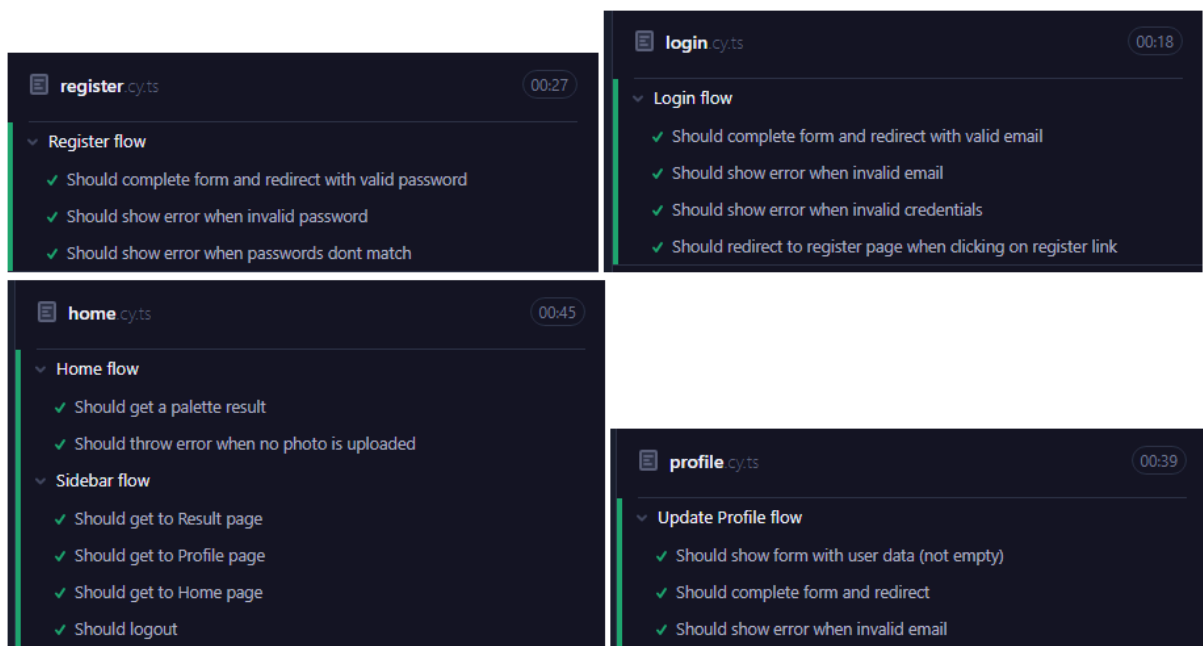 register.cy.ts 00:27
Register flow
Should complete form and redirect with valid password
Should show error when invalid password
Should show error when passwords dont match
login.cy.ts 00:18
Login flow
Should complete form and redirect with valid email
Should show error when invalid email
Should show error when invalid credentials
Should redirect to register page when clicking on register link
home.cy.ts 00:45
Home flow
Should get a palette result
Should throw error when no photo is uploaded
Sidebar flow
Should get to Result page
Should get to Profile page
Should get to Home page
Should logout
profile.cy.ts 00:39
Update Profile flow
Should show form with user data (not empty)
Should complete form and redirect
Should show error when invalid email